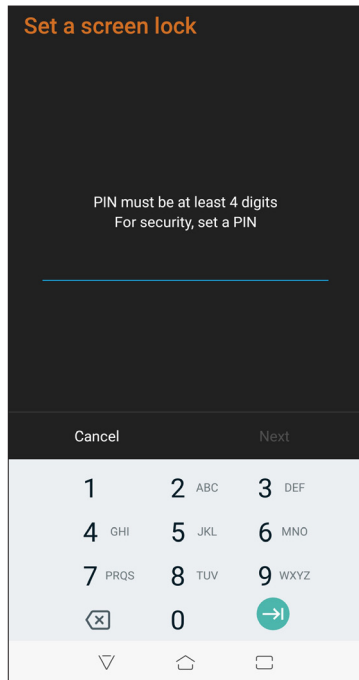 Set a screen lock
PIN must be at least 4 digits
For security, set a PIN
Cancel Next
1 2 ABC 3 DEF
4 GHI 5 JKL 6 MNO
7 PRQS 8 TUV 9 WXYZ
0